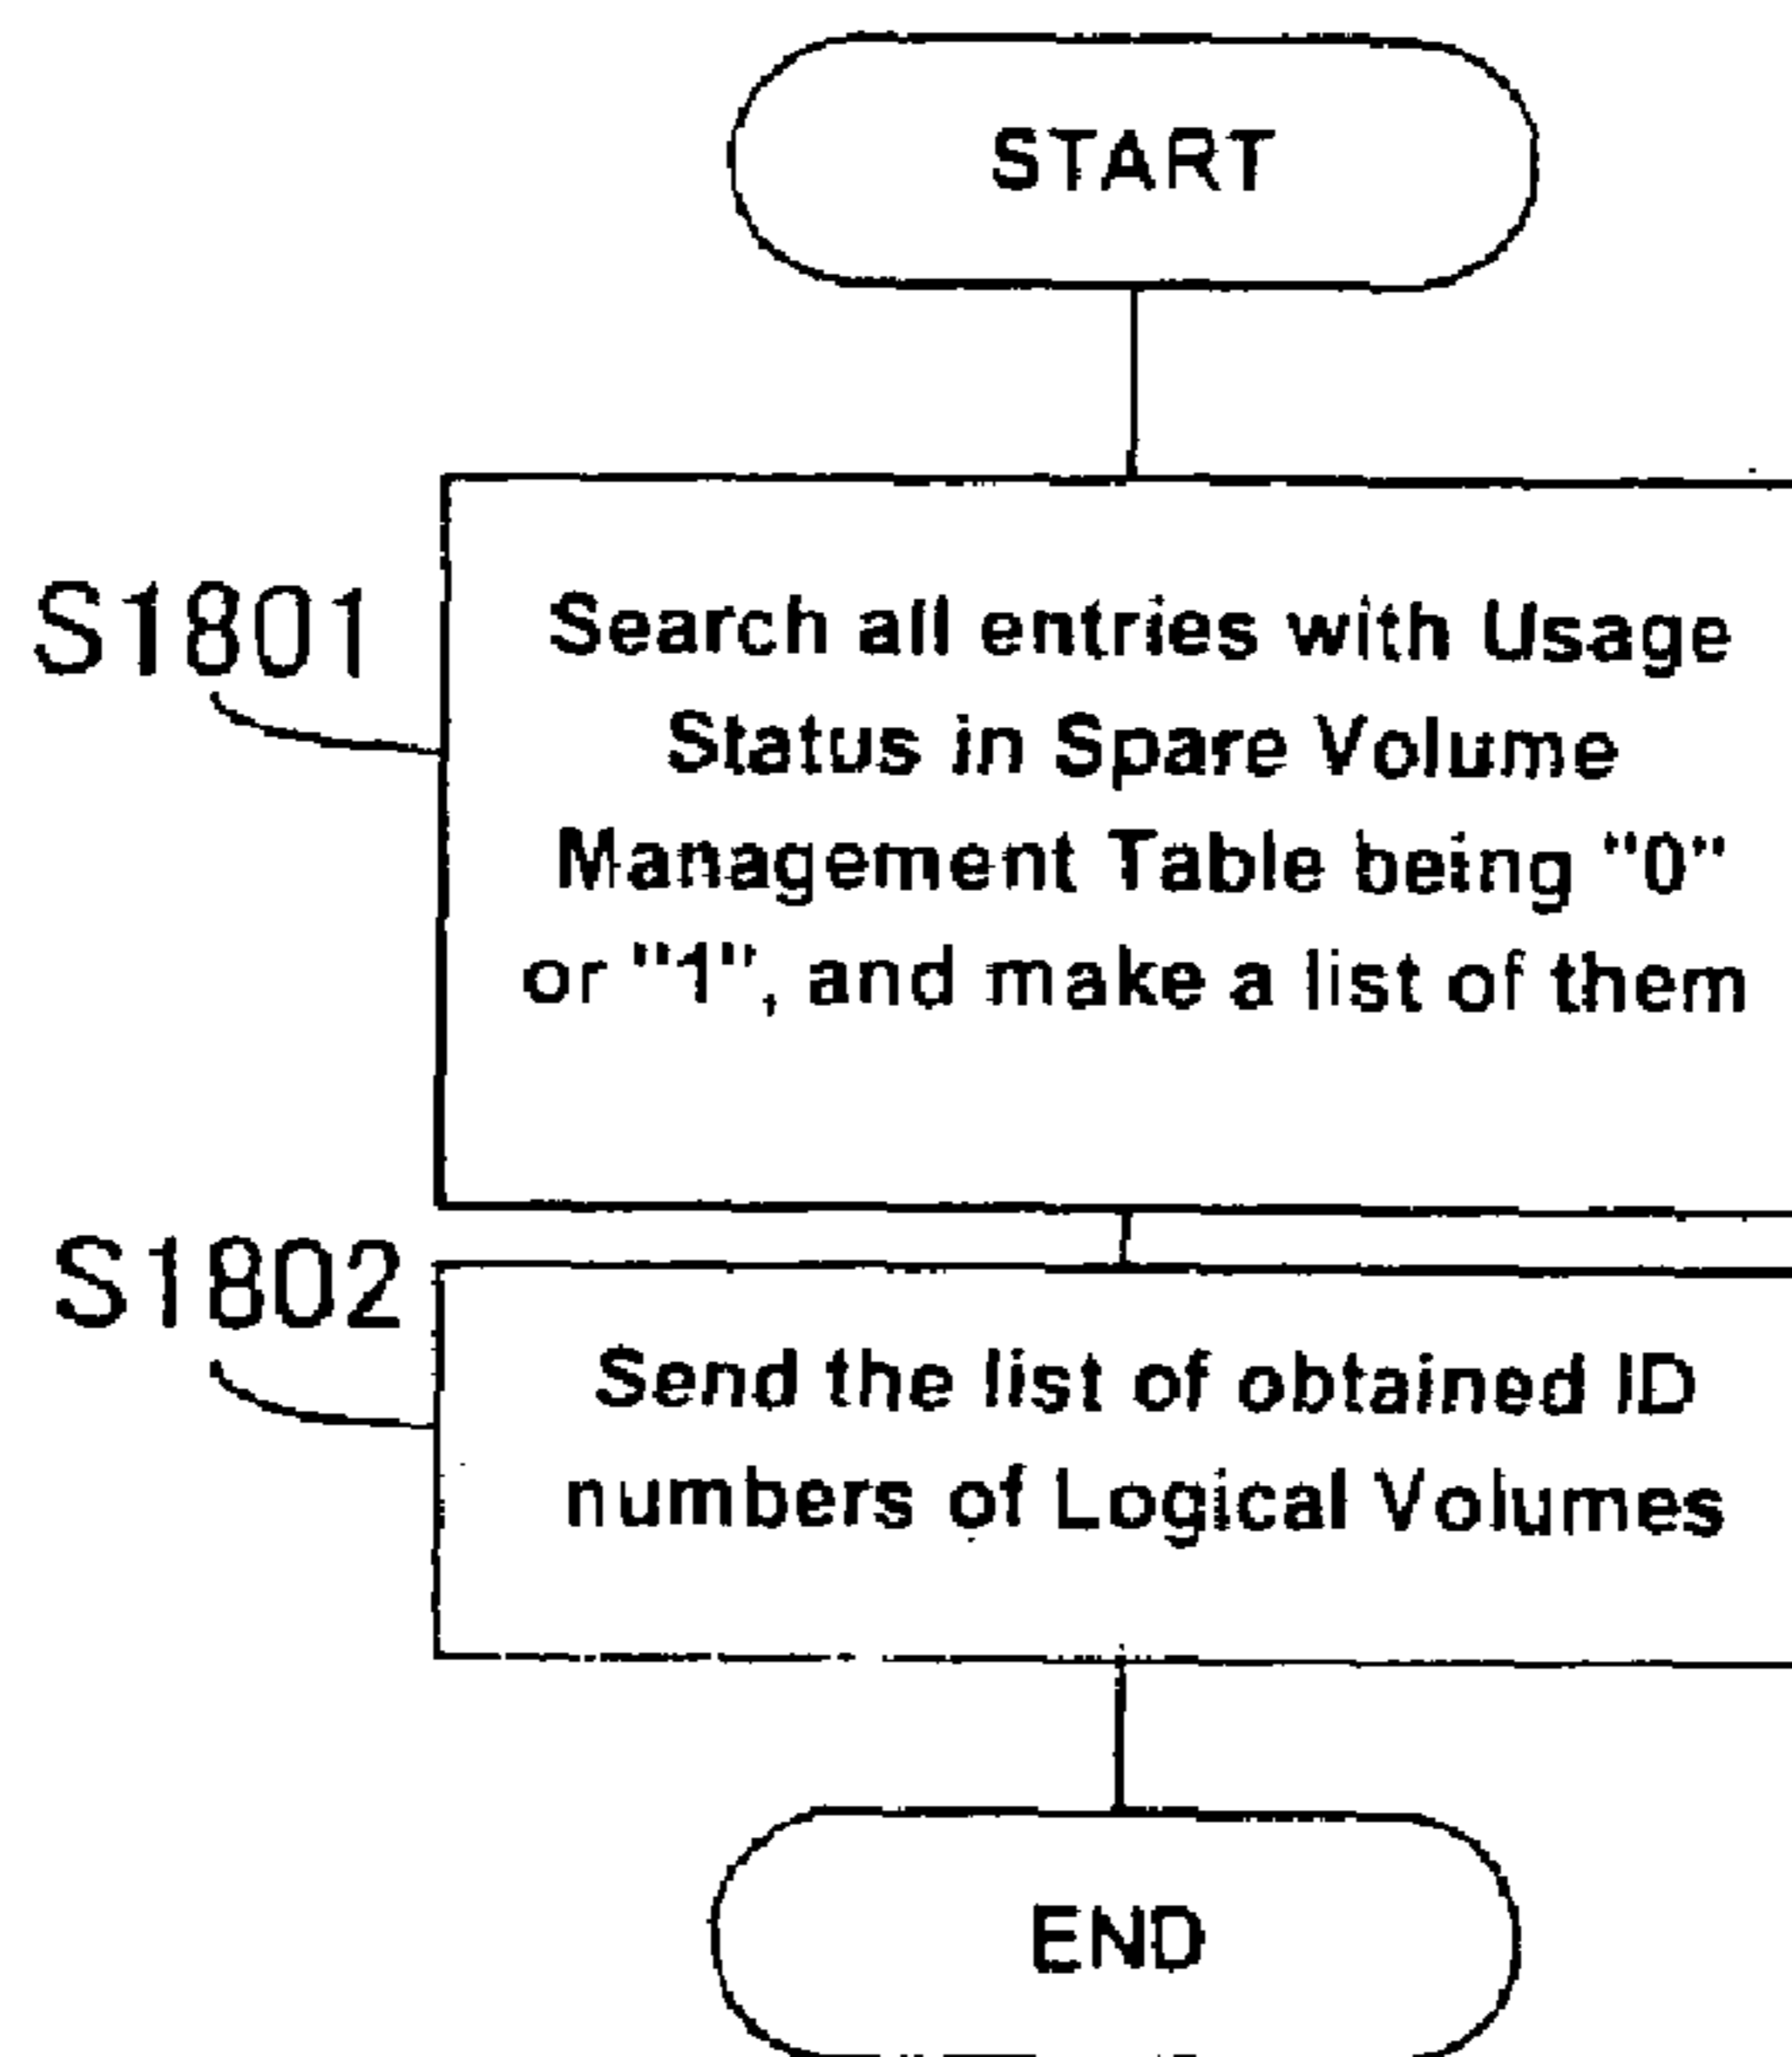 START
S1801
Search all entries with Usage
Status in Spare Volume
Management Table being "0"
or "1", and make a list of them
S1802
Send the list of obtained ID
numbers of Logical Volumes
END